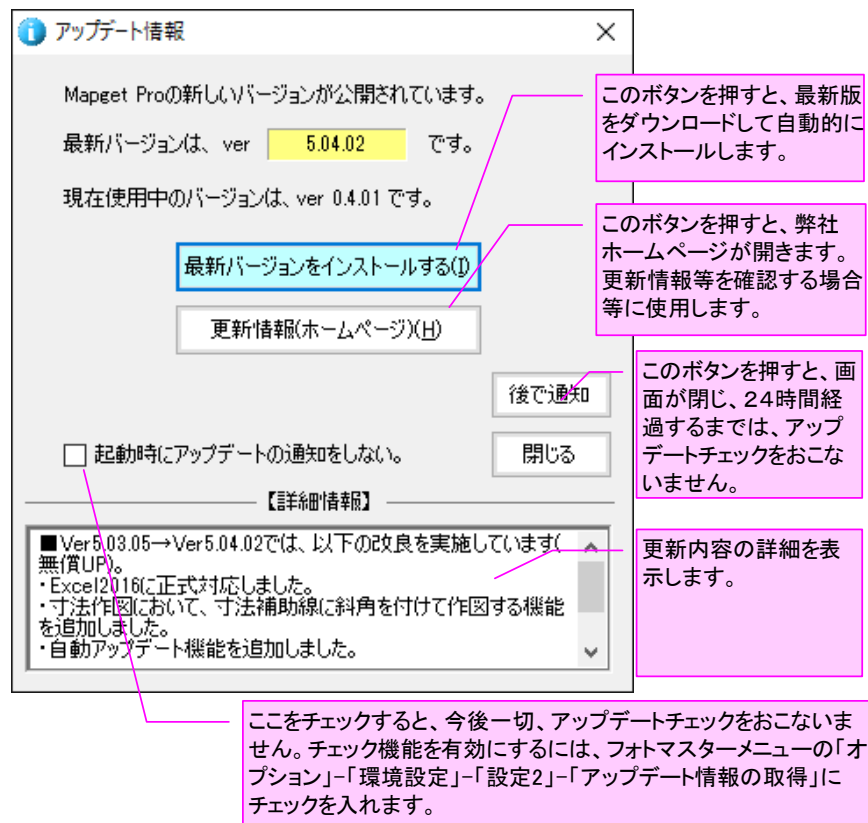 アップデート情報
Mapget Proの新しいバージョンが公開されています。
最新バージョンは、ver 5.04.02 です。
現在使用中のバージョンは、ver 0.4.01 です。
最新バージョンをインストールする(I)
更新情報(ホームページ)(H)
後で通知
起動時にアップデートの通知をしない。
閉じる
【詳細情報】
■Ver5.03.05→Ver5.04.02では、以下の改良を実施しています(
無償UP)。
・Excel2016に正式対応しました。
・寸法作図において、寸法補助線に斜角を付けて作図する機能
を追加しました。
・自動アップデート機能を追加しました。
このボタンを押すと、最新版
をダウンロードして自動的に
インストールします。
このボタンを押すと、弊社
ホームページが開きます。
更新情報等を確認する場合
等に使用します。
このボタンを押すと、画
面が閉じ、24時間経
過するまでは、アップ
デートチェックをおこな
いません。
更新内容の詳細を表
示します。
ここをチェックすると、今後一切、アップデートチェックをおこないま
せん。チェック機能を有効にするには、フォトマスターメニューの「オ
プション」-「環境設定」-「設定2」-「アップデート情報の取得」に
チェックを入れます。